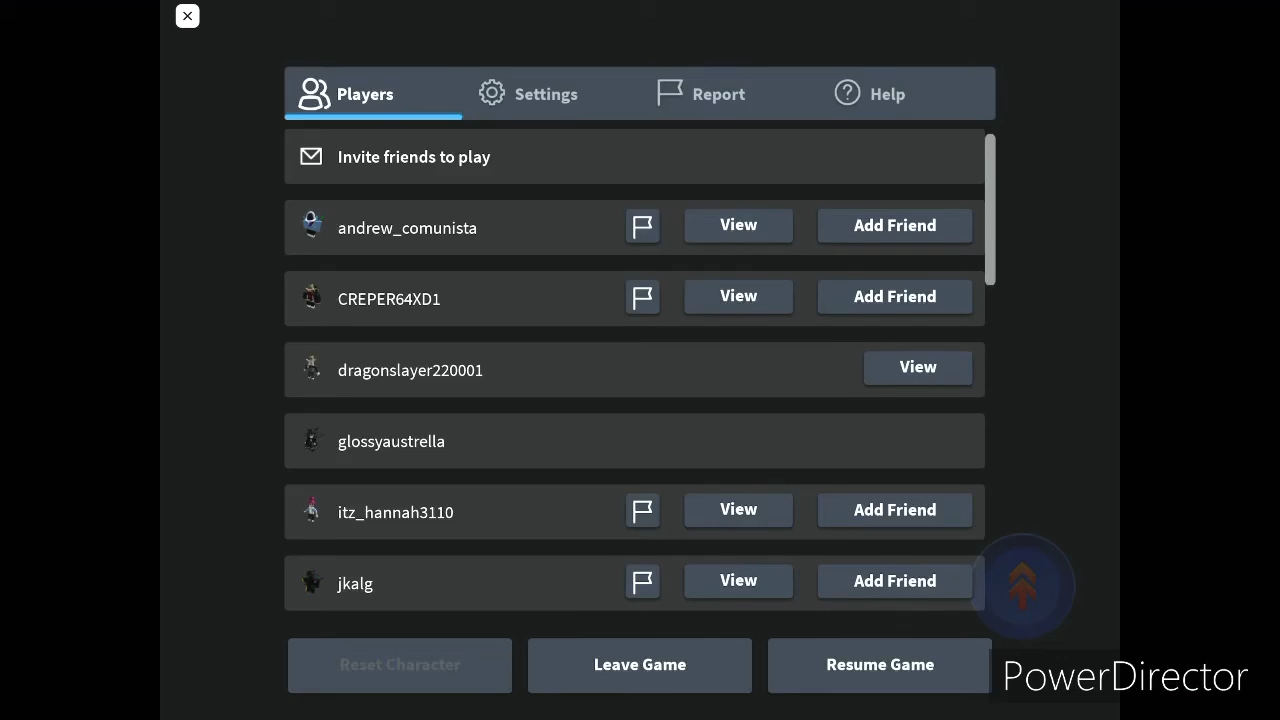 Players
Settings
Report
Help
Invite friends to play
andrew_comunista View Add Friend
CREPER64XD1 View Add Friend
dragonslayer220001 View
glossyaustrella
itz_hannah3110 View Add Friend
jkalg View Add Friend
Reset Character Leave Game Resume Game
PowerDirector